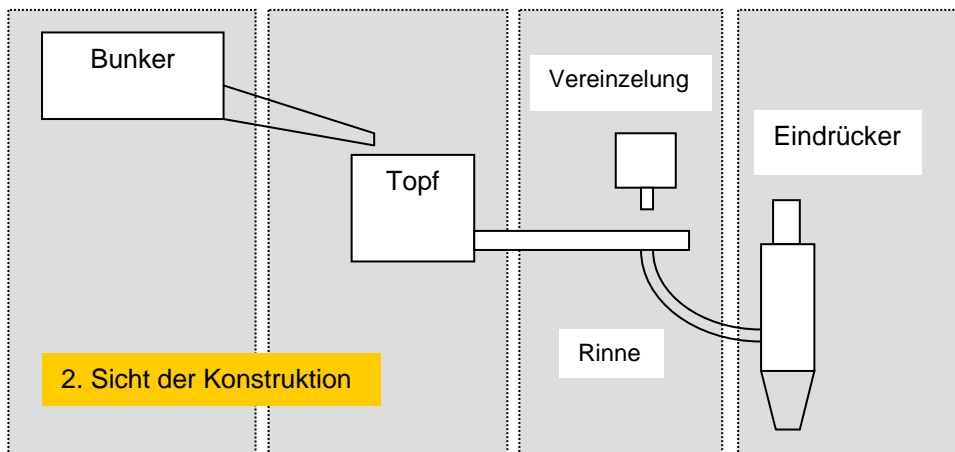 Bunker
Topf
Vereinzelung
Eindrücker
Rinne
2. Sicht der Konstruktion